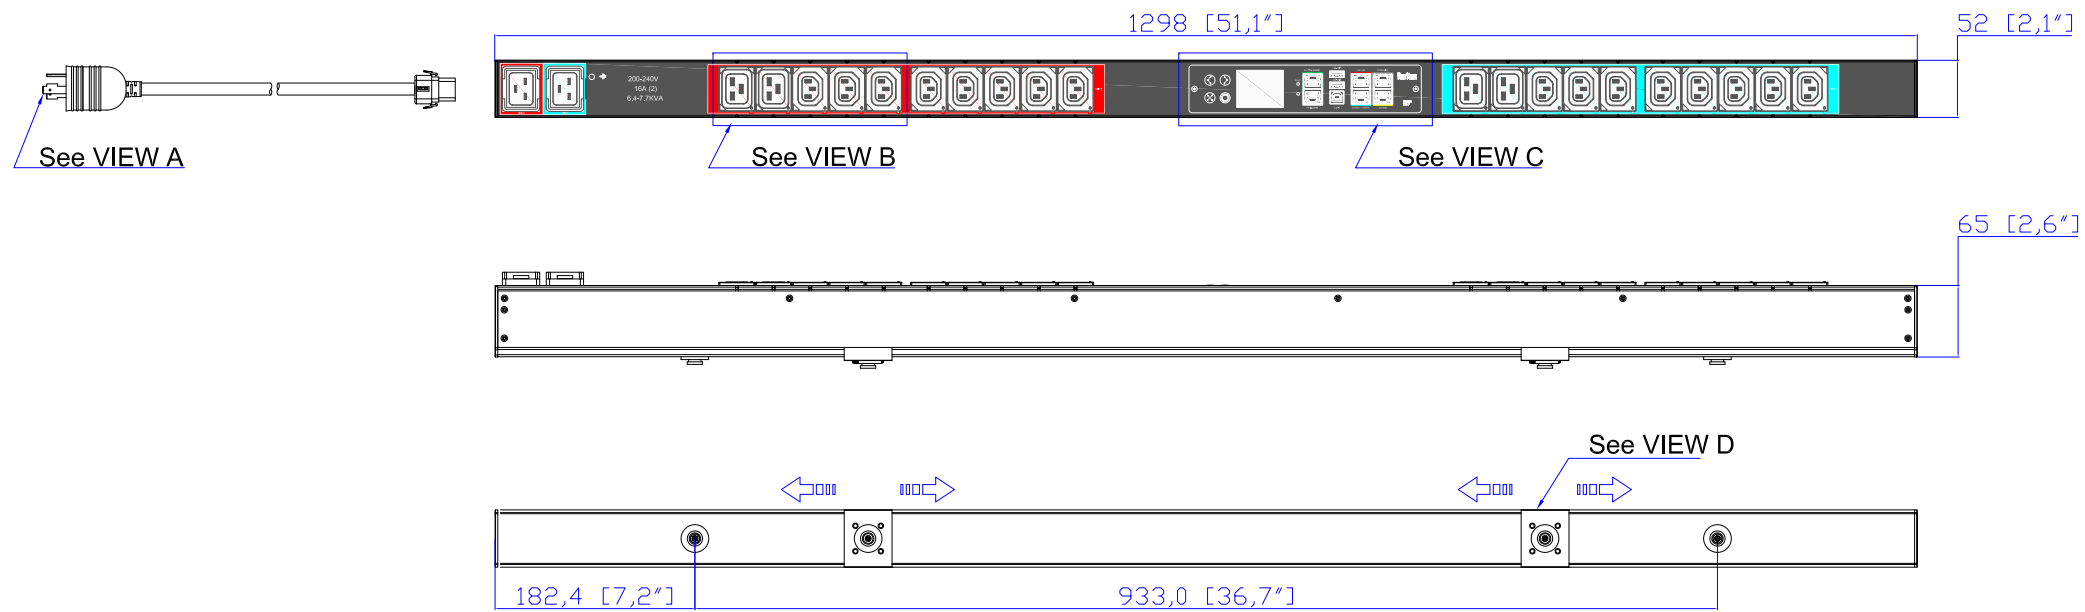 1298 [51,1"]
52 [2,1"]
200-240V
16A (2)
6.4-7.7KVA
See VIEW A
See VIEW B
See VIEW C
65 [2,6"]
See VIEW D
182,4 [7,2"]
933,0 [36,7"]